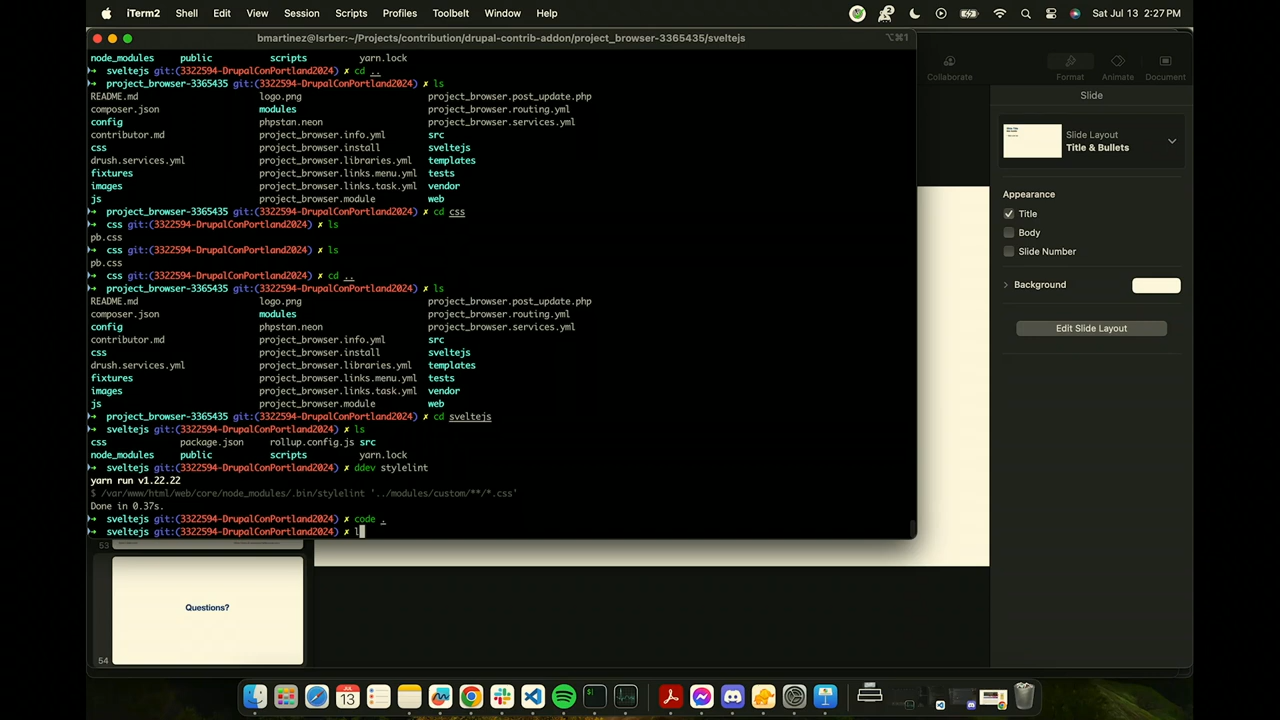 iTerm2 Shell Edit View Session Scripts Profiles Toolbelt Window Help Sat Jul 13 2:27 PM
bmartinez@lsrber:~/Projects/contribution/drupal-contrib-addon/project_browser-3365435/sveltejs ⌥⌘1
node_modules public scripts yarn.lock
➜ sveltejs git:(3322594-DrupalConPortland2024) ✗ cd ..
➜ project_browser-3365435 git:(3322594-DrupalConPortland2024) ✗ ls
README.md logo.png project_browser.post_update.php
composer.json modules project_browser.routing.yml
config phpstan.neon project_browser.services.yml
contributor.md project_browser.info.yml src
css project_browser.install sveltejs
drush.services.yml project_browser.libraries.yml templates
fixtures project_browser.links.menu.yml tests
images project_browser.links.task.yml vendor
js project_browser.module web
➜ project_browser-3365435 git:(3322594-DrupalConPortland2024) ✗ cd css
➜ css git:(3322594-DrupalConPortland2024) ✗ ls
pb.css
➜ css git:(3322594-DrupalConPortland2024) ✗ ls
pb.css
➜ css git:(3322594-DrupalConPortland2024) ✗ cd ..
➜ project_browser-3365435 git:(3322594-DrupalConPortland2024) ✗ ls
README.md logo.png project_browser.post_update.php
composer.json modules project_browser.routing.yml
config phpstan.neon project_browser.services.yml
contributor.md project_browser.info.yml src
css project_browser.install sveltejs
drush.services.yml project_browser.libraries.yml templates
fixtures project_browser.links.menu.yml tests
images project_browser.links.task.yml vendor
js project_browser.module web
➜ project_browser-3365435 git:(3322594-DrupalConPortland2024) ✗ cd sveltejs
➜ sveltejs git:(3322594-DrupalConPortland2024) ✗ ls
css package.json rollup.config.js src
node_modules public scripts yarn.lock
➜ sveltejs git:(3322594-DrupalConPortland2024) ✗ ddev stylelint
yarn run v1.22.22
$ /var/www/html/web/core/node_modules/.bin/stylelint '../modules/custom/**/*.css'
Done in 0.37s.
➜ sveltejs git:(3322594-DrupalConPortland2024) ✗ code .
➜ sveltejs git:(3322594-DrupalConPortland2024) ✗ l
Collaborate Format Animate Document
Slide
Slide Layout
Title & Bullets
Appearance
Title
Body
Slide Number
Background
Edit Slide Layout
53
Questions?
54
JUL
13